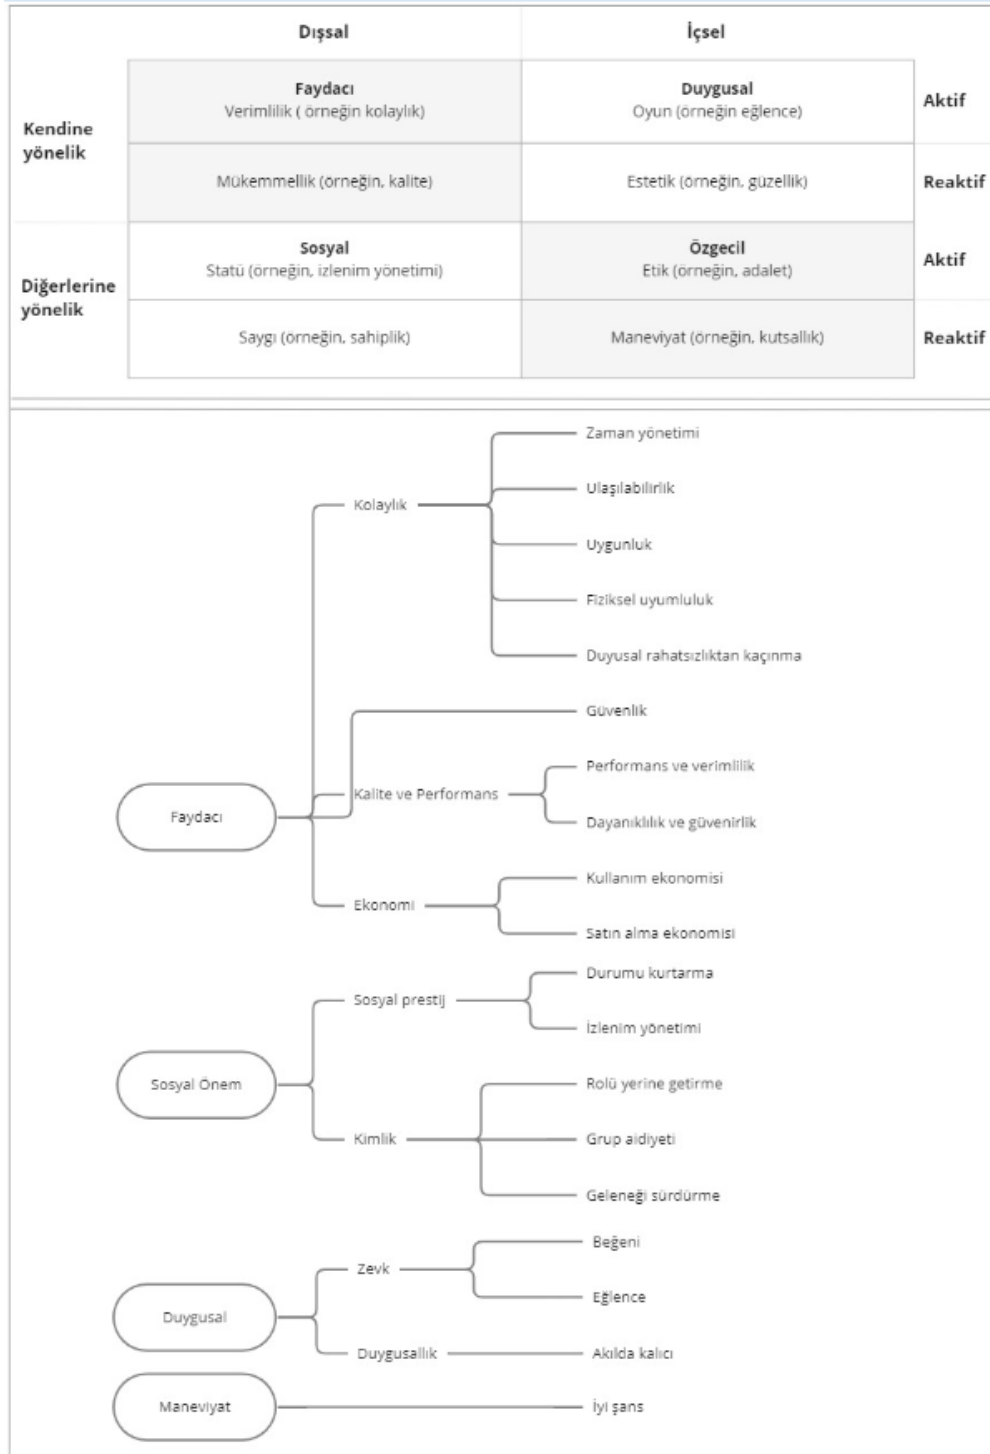 Dışsal İçsel
Kendine
yönelik
Faydacı
Verimlilik ( örneğin kolaylık)
Duygusal
Oyun (örneğin eğlence)
Aktif
Mükemmellik (örneğin, kalite)
Estetik (örneğin, güzellik)
Reaktif
Diğerlerine
yönelik
Sosyal
Statü (örneğin, izlenim yönetimi)
Özgecil
Etik (örneğin, adalet)
Aktif
Saygı (örneğin, sahiplik)
Maneviyat (örneğin, kutsallık)
Reaktif
Faydacı
Kolaylık
Zaman yönetimi
Ulaşılabilirlik
Uygunluk
Fiziksel uyumluluk
Duyusal rahatsızlıktan kaçınma
Güvenlik
Kalite ve Performans
Performans ve verimlilik
Dayanıklılık ve güvenirlik
Ekonomi
Kullanım ekonomisi
Satın alma ekonomisi
Sosyal Önem
Sosyal prestij
Durumu kurtarma
İzlenim yönetimi
Kimlik
Rolü yerine getirme
Grup aidiyeti
Geleneği sürdürme
Duygusal
Zevk
Beğeni
Eğlence
Duygusallık
Akılda kalıcı
Maneviyat
İyi şans